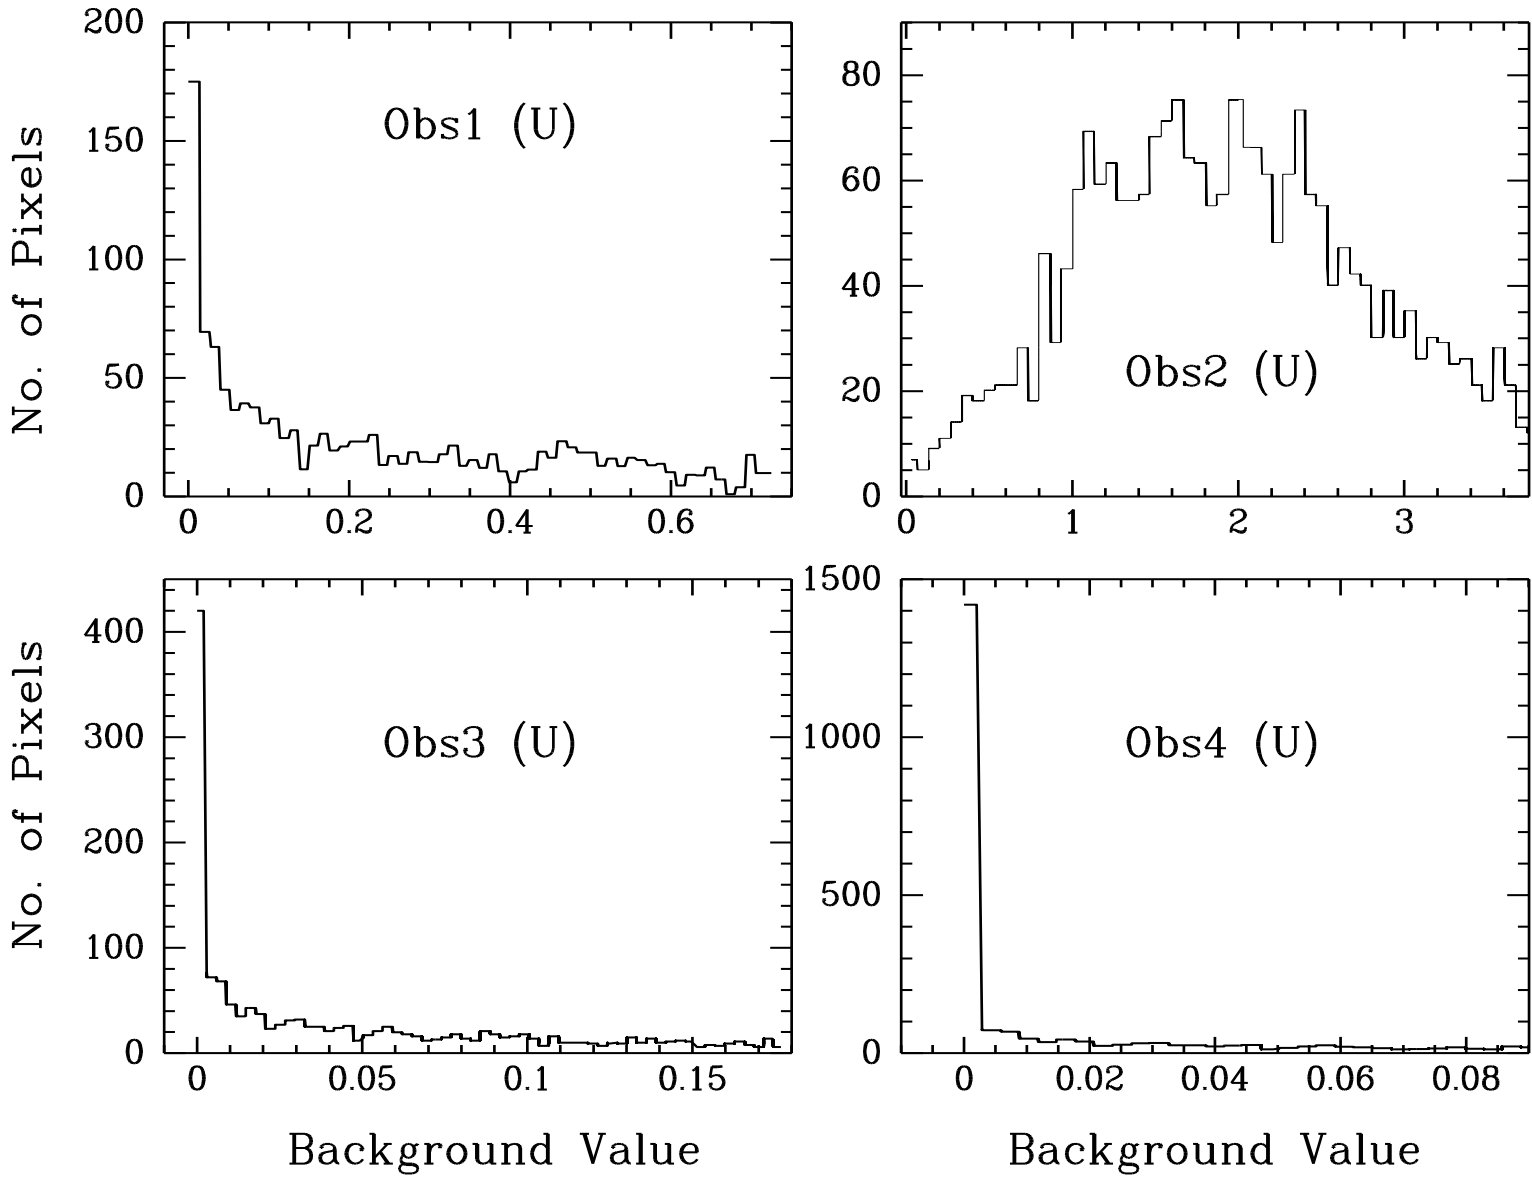 200
150
100
50
0
0 0.2 0.4 0.6
No. of Pixels
Obs1 (U)
80
60
40
20
0
0 1 2 3
Obs2 (U)
400
300
200
100
0
0 0.05 0.1 0.15
No. of Pixels
Obs3 (U)
Background Value
1500
1000
500
0
0 0.02 0.04 0.06 0.08
Obs4 (U)
Background Value